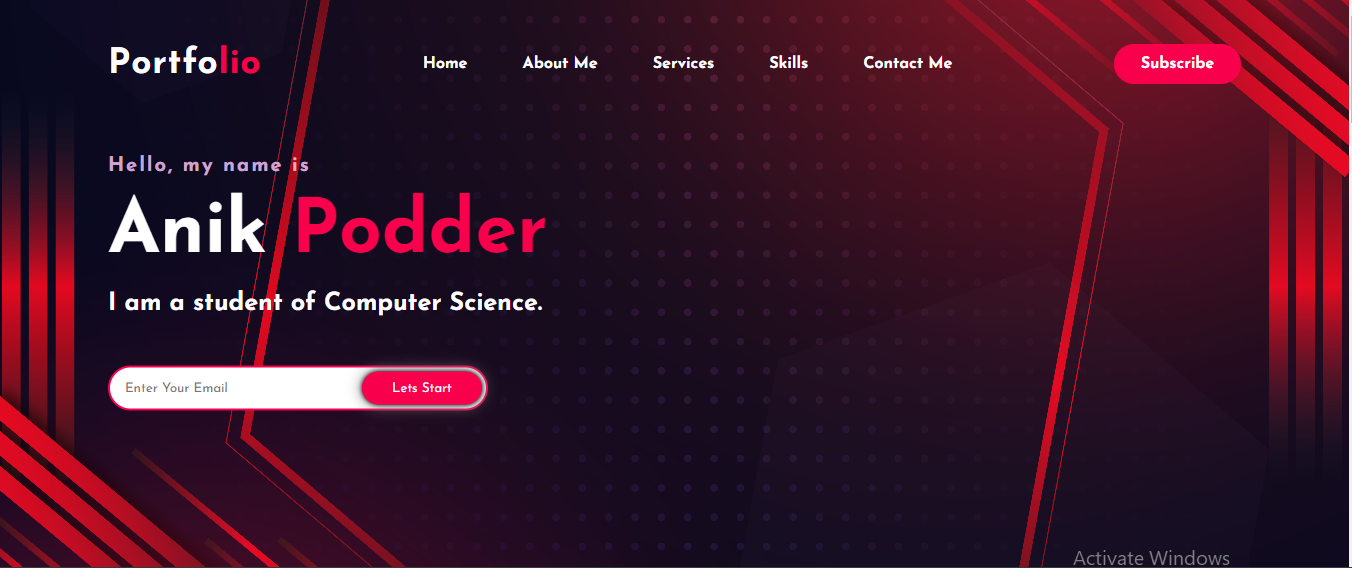 Portfolio
Home About Me Services Skills Contact Me
Subscribe
Hello, my name is
Anik Podder
I am a student of Computer Science.
Enter Your Email
Lets Start
Activate Windows